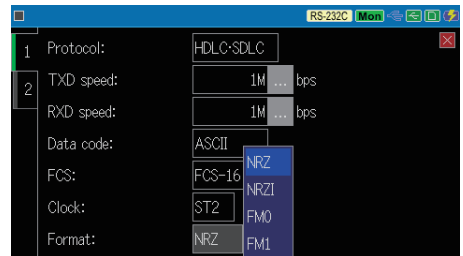 RS-232C Mon
1 Protocol: HDLC·SDLC
2 TXD speed: 1M ... bps
RXD speed: 1M ... bps
Data code: ASCII
FCS: FCS-16
Clock: ST2
Format: NRZ
NRZ
NRZI
FM0
FM1